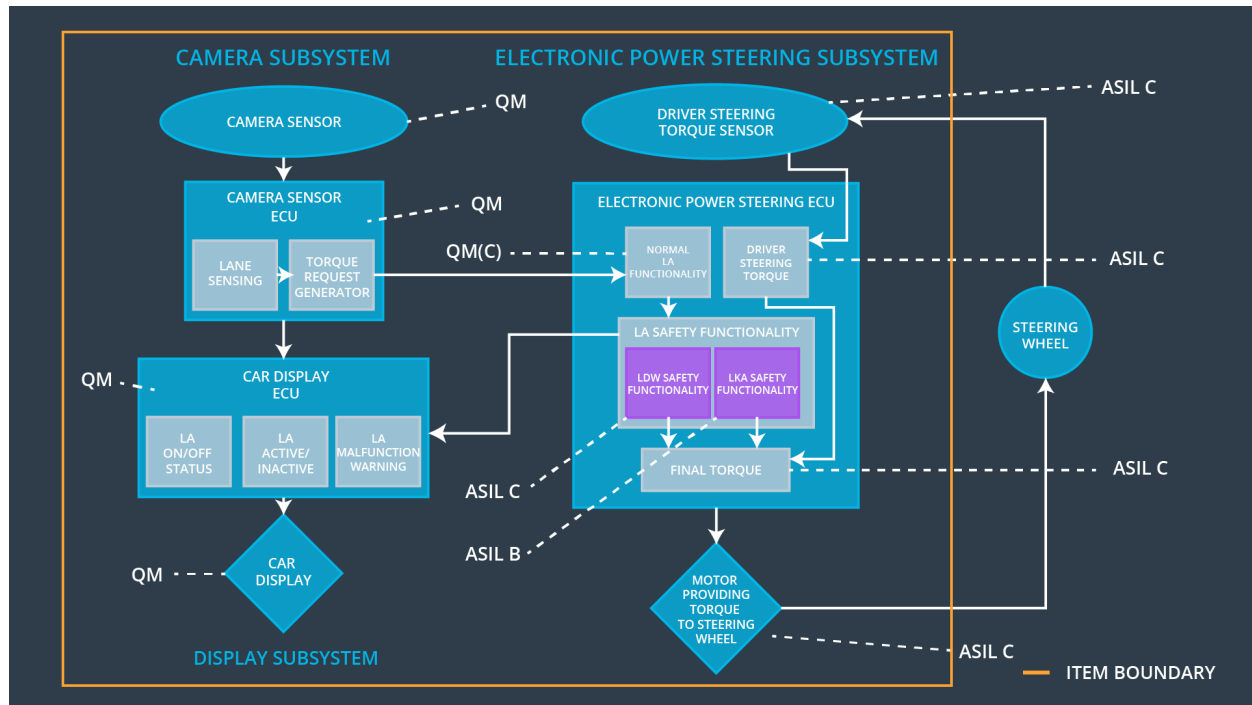 CAMERA SUBSYSTEM
ELECTRONIC POWER STEERING SUBSYSTEM
CAMERA SENSOR
QM
DRIVER STEERING
TORQUE SENSOR
ASIL C
CAMERA SENSOR
ECU
QM
LANE
SENSING
TORQUE
REQUEST
GENERATOR
ELECTRONIC POWER STEERING ECU
QM(C)
NORMAL
LA
FUNCTIONALITY
DRIVER
STEERING
TORQUE
ASIL C
LA SAFETY FUNCTIONALITY
LDW SAFETY
FUNCTIONALITY
LKA SAFETY
FUNCTIONALITY
STEERING
WHEEL
QM
CAR DISPLAY
ECU
LA
ON/OFF
STATUS
LA
ACTIVE/
INACTIVE
LA
MALFUNCTION
WARNING
FINAL TORQUE
ASIL C
ASIL C
ASIL B
QM
CAR
DISPLAY
MOTOR
PROVIDING
TORQUE
TO STEERING
WHEEL
ASIL C
DISPLAY SUBSYSTEM
ITEM BOUNDARY